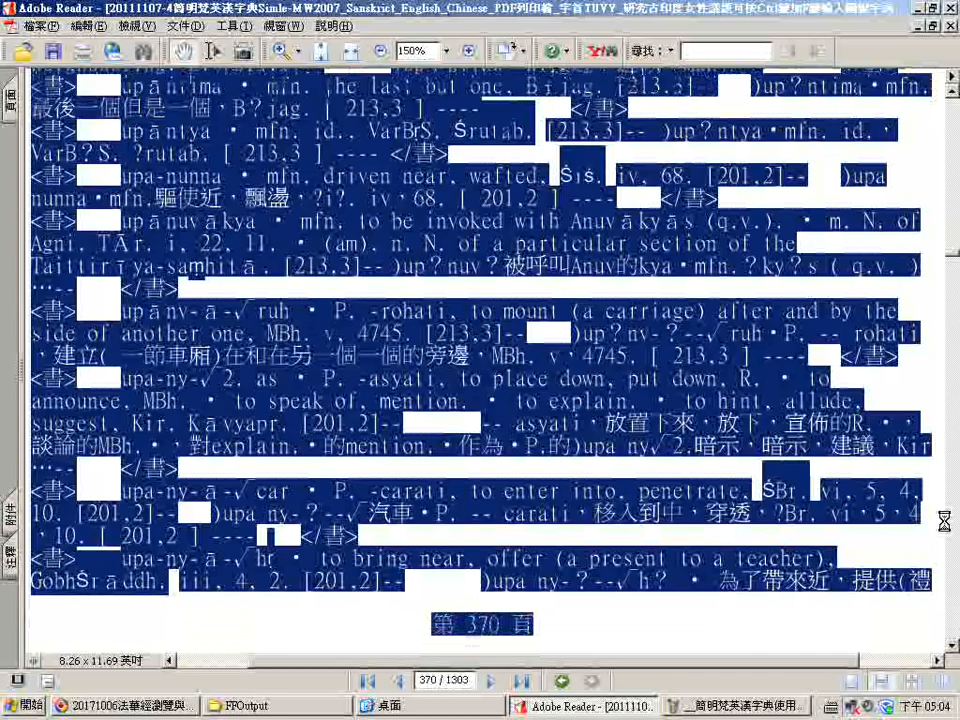 Adobe Reader - [20111107-4簡明梵英漢字典Simle-MW2007_Sanskrict_English_Chinese_PDF列印稿_字首TUVY_研究古印度女性議題可按Ctrl鍵加F鍵輸入關鍵字典
檔案(F) 編輯(E) 檢視(V) 文件(D) 工具(T) 視窗(W) 說明(H)
150% 尋找：
頁面
<書> upāntima • mfn. the last but one, B?jag. [213,3]-- )up?ntima•mfn.
最後一個但是一個，B？jag. [ 213,3 ] ---- </書>
<書> upāntya • mfn. id., VarBṛS. Śrutab. [213,3]-- )up？ntya•mfn. id.，
VarB？S. ?rutab. [ 213,3 ] ---- </書>
<書> upa-nunna • mfn. driven near, wafted, Śiś. iv, 68. [201,2]-- )upa
nunna•mfn.驅使近，飄盪，?i?. iv，68. [ 201,2 ] ---- </書>
<書> upānuvākya • mfn. to be invoked with Anuvākyās (q.v.). • m. N. of
Agni, TĀr. i, 22, 11. • (am). n. N. of a particular section of the
Taittirīya-saṃhitā. [213,3]-- )up？nuv？被呼叫Anuv的kya•mfn.？ky？s ( q.v. )
…-- </書>
<書> upānv-ā-√ ruh • P. -rohati, to mount (a carriage) after and by the
side of another one, MBh. v, 4745. [213,3]-- )up？nv-？--√ ruh•P. -- rohati
，建立( 一節車廂)在和在另一個一個的旁邊，MBh. v，4745. [ 213,3 ] ---- </書>
<書> upa-ny-√ 2. as • P. -asyati, to place down, put down, R. • to
announce, MBh. • to speak of, mention. • to explain. • to hint, allude,
suggest, Kir. Kāvyapr. [201,2]-- -- asyati，放置下來，放下，宣佈的R.•，
談論的MBh. •，對explain. •的mention. •作為•P.的)upa ny√ 2.暗示，暗示，建議，Kir
…-- </書>
<書> upa-ny-ā-√ car • P. -carati, to enter into, penetrate, ŚBr. vi, 5, 4,
10. [201,2]-- )upa ny-？--√ 汽車•P. -- carati，移入到中，穿透，?Br. vi，5，4
，10. [ 201,2 ] ---- </書>
<書> upa-ny-ā-√ hṛ • to bring near, offer (a present to a teacher),
GobhŚrāddh. iii, 4, 2. [201,2]-- )upa ny-？--√ h？ • 為了帶來近，提供(禮
第 370 頁
附件
注釋
8.26 x 11.69 英吋
370 / 1303
開始 20171006法華經瀏覽與... FFOutput 桌面 Adobe Reader - [2011110... __簡明梵英漢字典使用... 下午 05:04